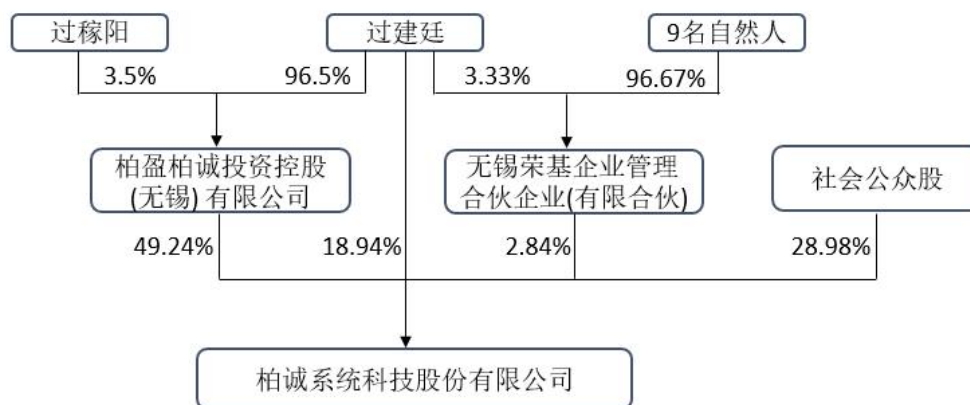 过稼阳
过建廷
9名自然人
3.5%
96.5%
3.33%
96.67%
柏盈柏诚投资控股
(无锡) 有限公司
无锡荣基企业管理
合伙企业(有限合伙)
社会公众股
49.24%
18.94%
2.84%
28.98%
柏诚系统科技股份有限公司